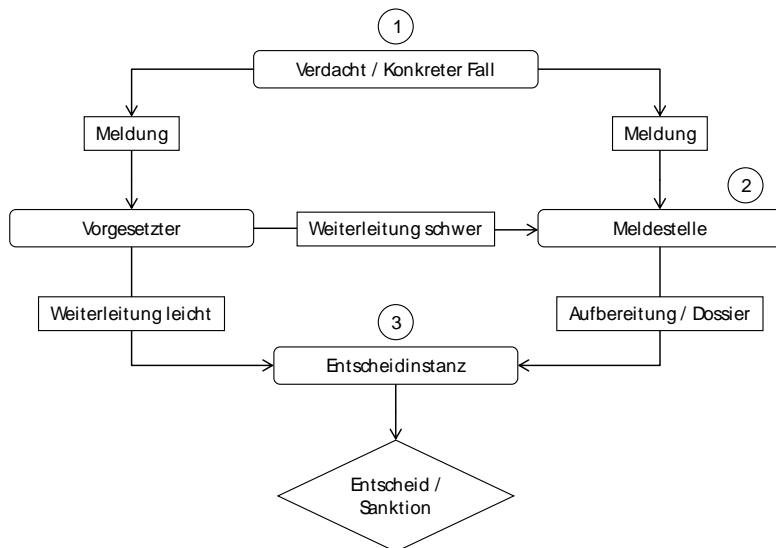 1
Verdacht / Konkreter Fall
Meldung
Meldung
2
Vorgesetzter
Weiterleitung schwer
Meldestelle
Weiterleitung leicht
Aufbereitung / Dossier
3
Entscheidinstanz
Entscheid /
Sanktion